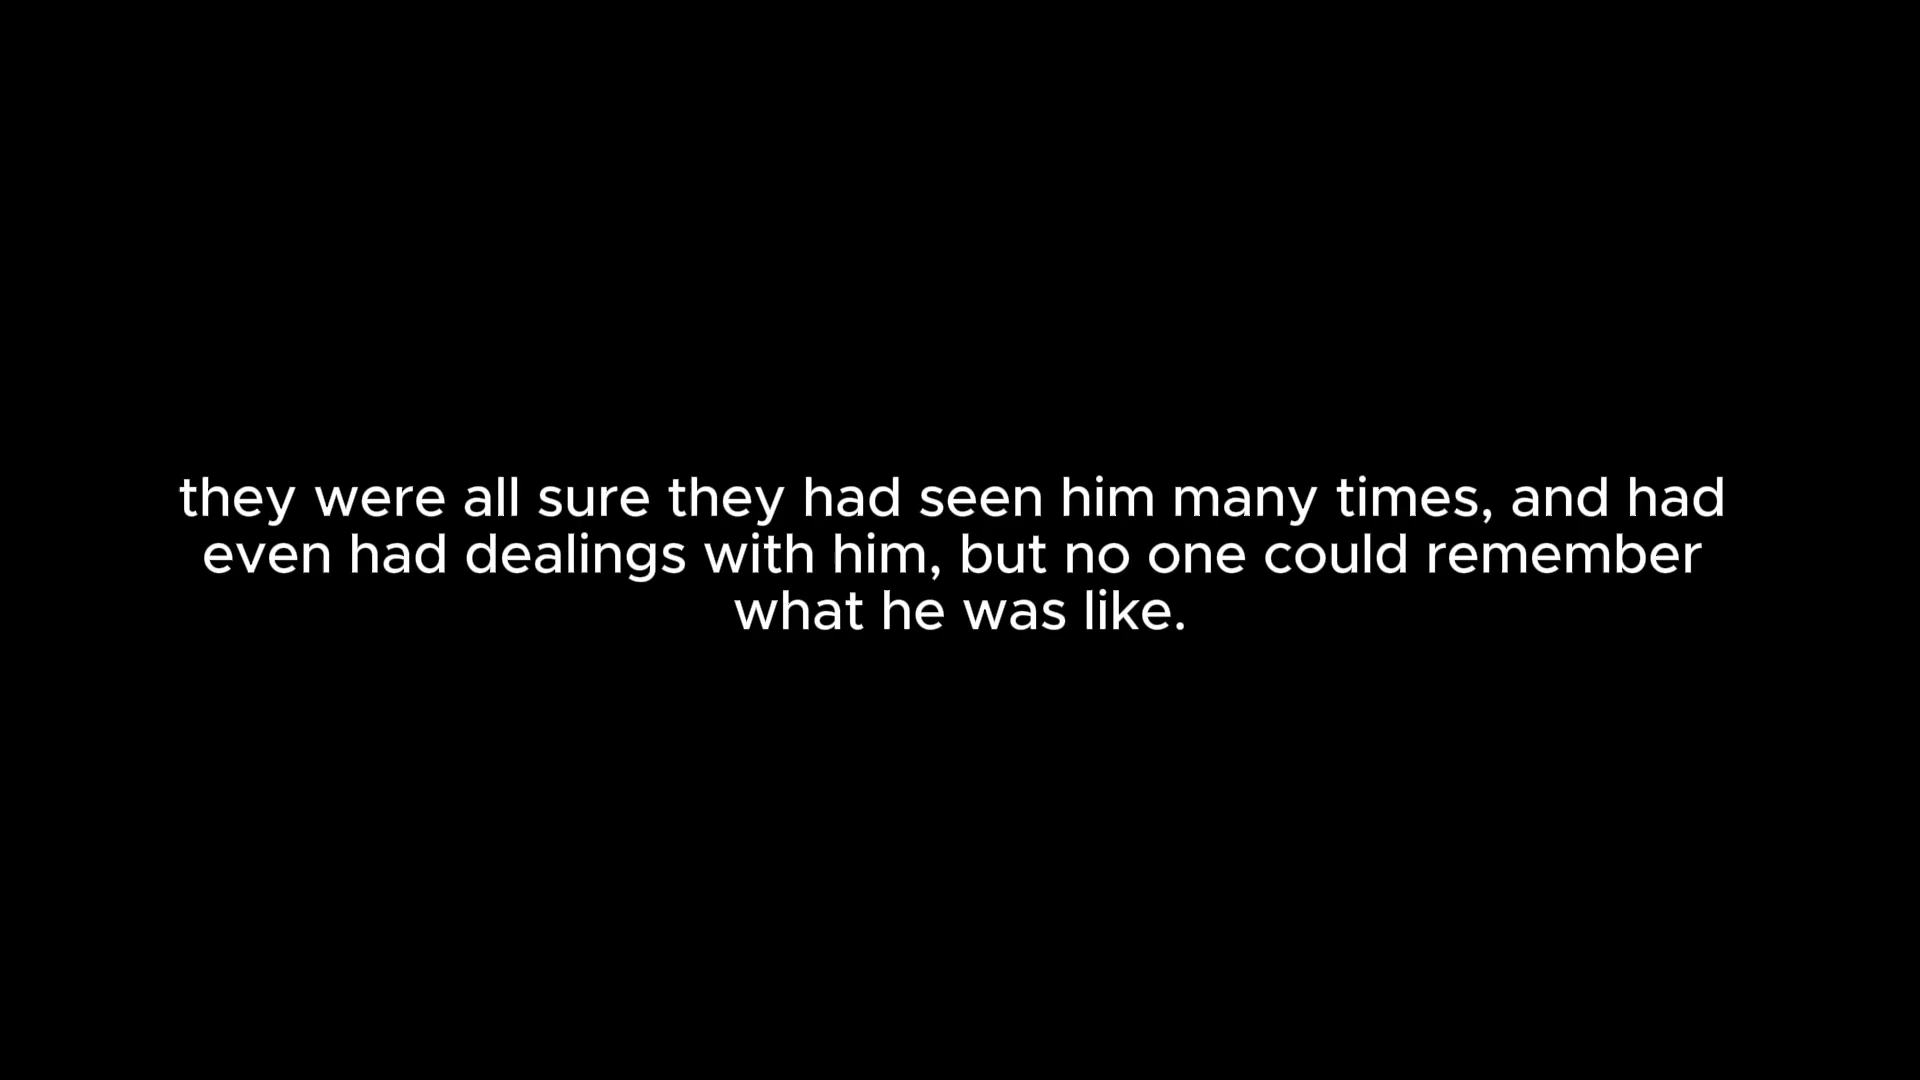 they were all sure they had seen him many times, and had
even had dealings with him, but no one could remember
what he was like.